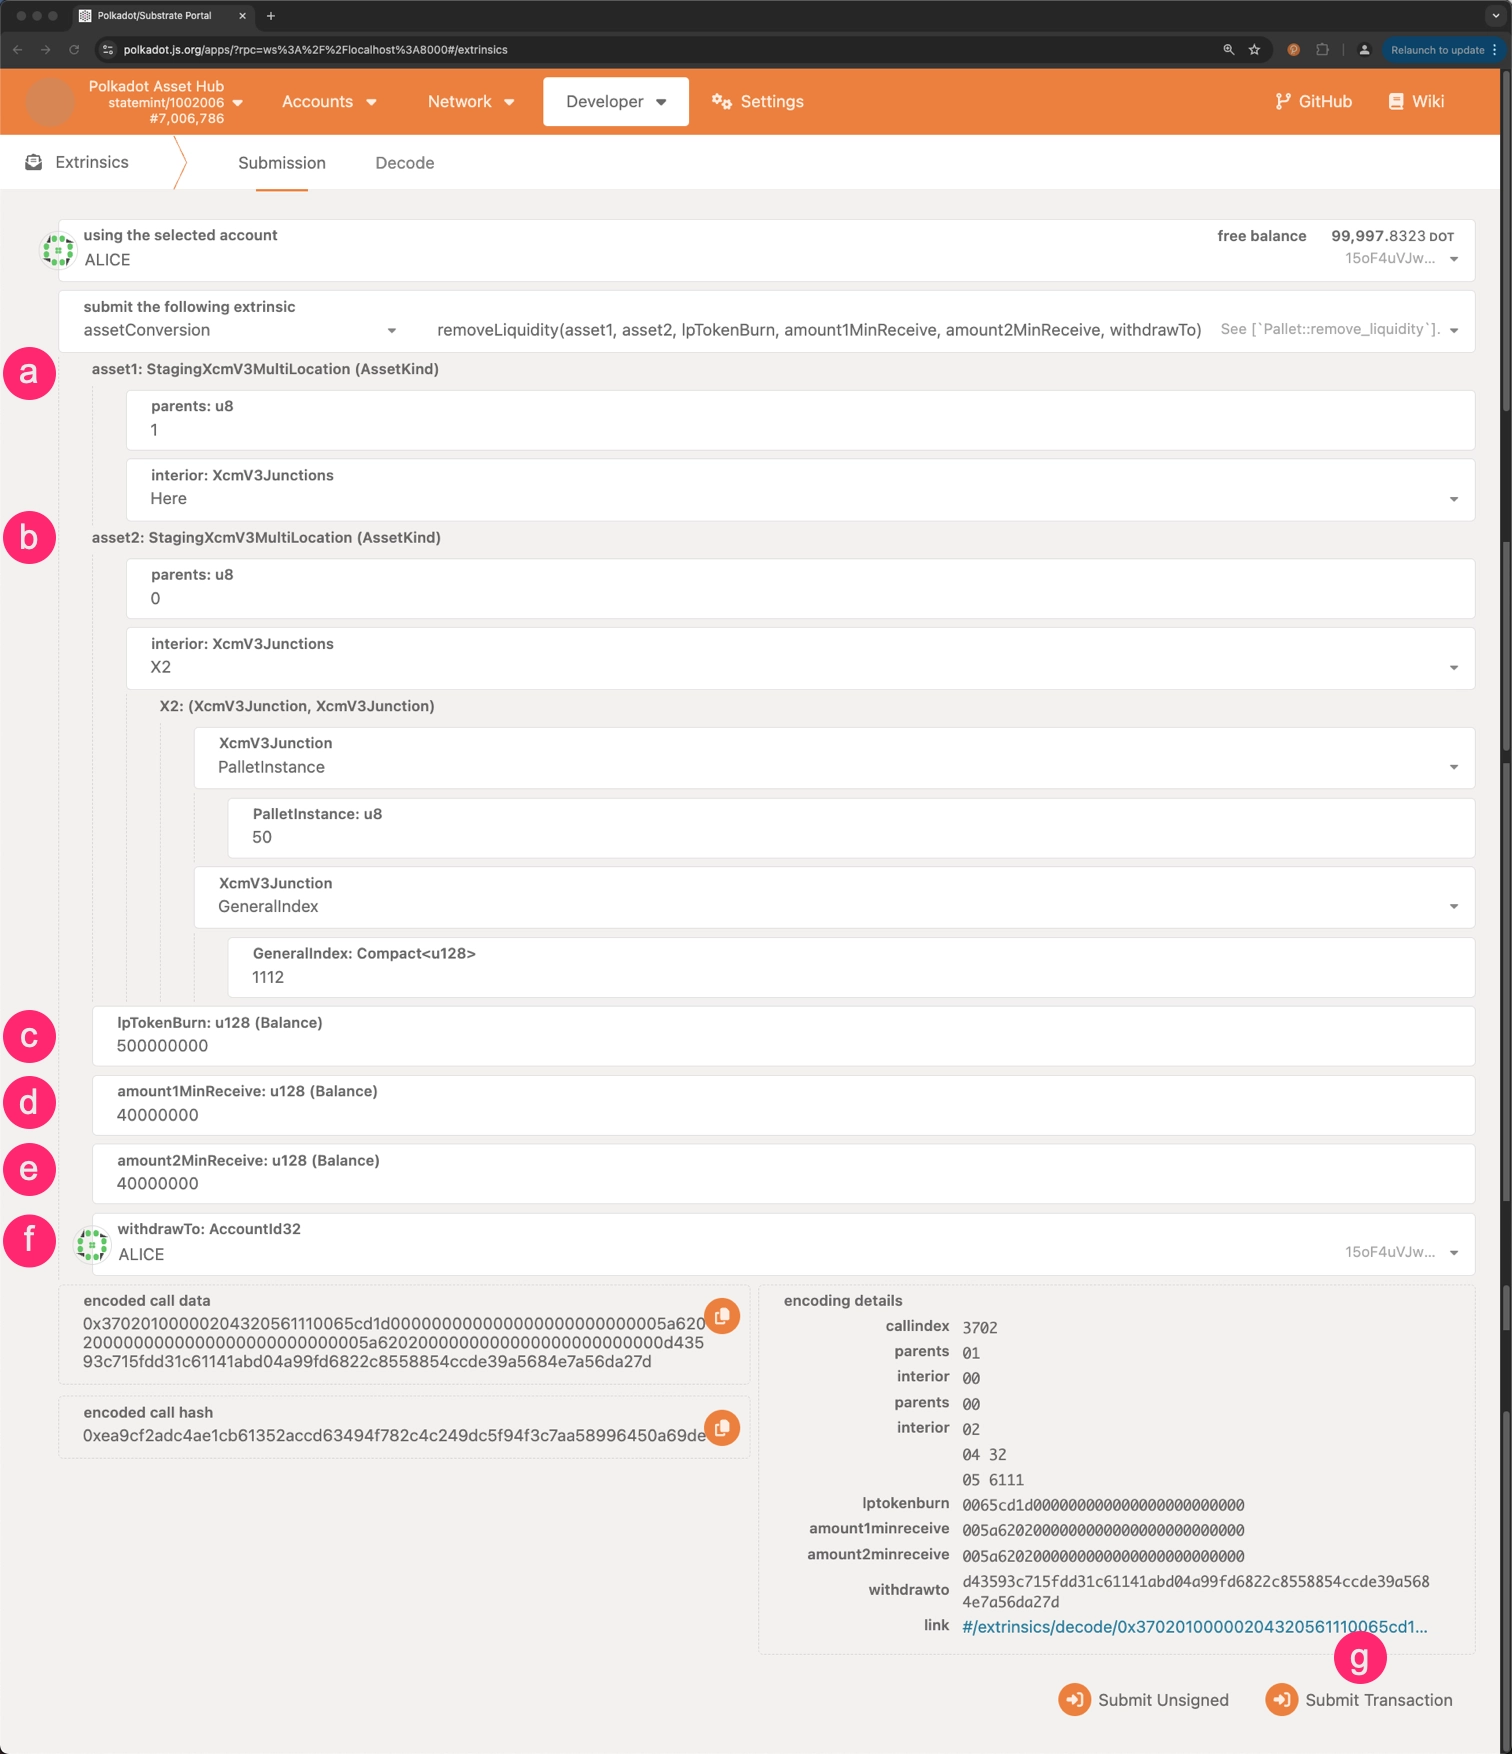 Polkadot/Substrate Portal
polkadot.js.org/apps/?rpc=ws%3A%2F%2Flocalhost%3A8000#/extrinsics
Relaunch to update
Polkadot Asset Hub
statemint/1002006
#7,006,786
Accounts
Network
Developer
Settings
GitHub
Wiki
Extrinsics
Submission
Decode
using the selected account
ALICE
free balance 99,997.8323 DOT
15oF4uVJw...
submit the following extrinsic
assetConversion
removeLiquidity(asset1, asset2, lpTokenBurn, amount1MinReceive, amount2MinReceive, withdrawTo)
See [`Pallet::remove_liquidity`].
a
asset1: StagingXcmV3MultiLocation (AssetKind)
parents: u8
1
interior: XcmV3Junctions
Here
b
asset2: StagingXcmV3MultiLocation (AssetKind)
parents: u8
0
interior: XcmV3Junctions
X2
X2: (XcmV3Junction, XcmV3Junction)
XcmV3Junction
PalletInstance
PalletInstance: u8
50
XcmV3Junction
GeneralIndex
GeneralIndex: Compact<u128>
1112
c
lpTokenBurn: u128 (Balance)
500000000
d
amount1MinReceive: u128 (Balance)
40000000
e
amount2MinReceive: u128 (Balance)
40000000
f
withdrawTo: AccountId32
ALICE
15oF4uVJw...
encoded call data
0x37020100000204320561110065cd1d000000000000000000000000005a620
2000000000000000000000000005a6202000000000000000000000000d435
93c715fdd31c61141abd04a99fd6822c8558854ccde39a5684e7a56da27d
encoded call hash
0xea9cf2adc4ae1cb61352accd63494f782c4c249dc5f94f3c7aa58996450a69de
encoding details
callindex 3702
parents 01
interior 00
parents 00
interior 02
04 32
05 6111
lptokenburn 0065cd1d000000000000000000000000
amount1minreceive 005a6202000000000000000000000000
amount2minreceive 005a6202000000000000000000000000
withdrawto d43593c715fdd31c61141abd04a99fd6822c8558854ccde39a568
4e7a56da27d
link #/extrinsics/decode/0x37020100000204320561110065cd1...
g
Submit Unsigned
Submit Transaction